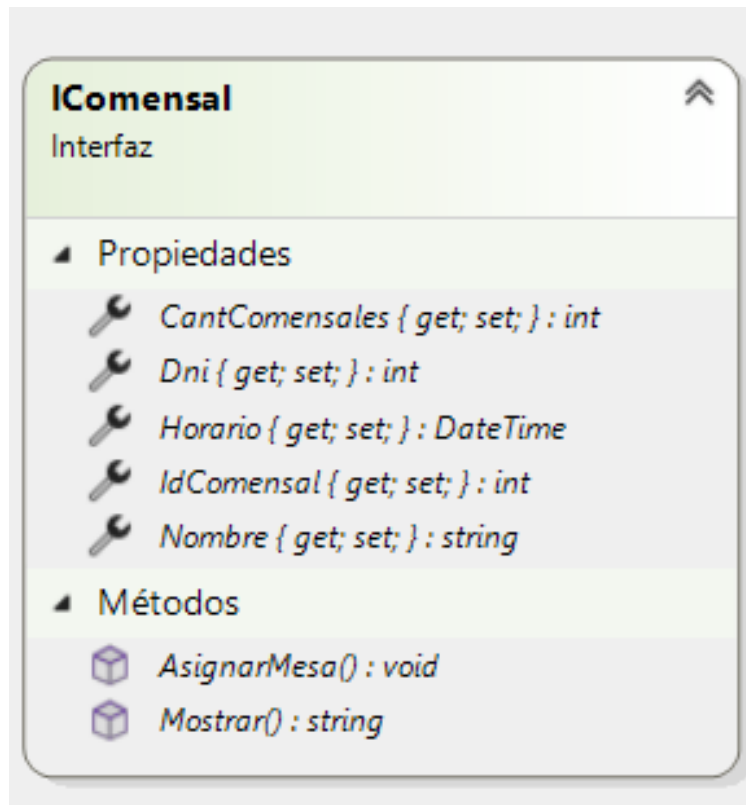 IComensal
Interfaz
Propiedades
CantComensales { get; set; } : int
Dni { get; set; } : int
Horario { get; set; } : DateTime
IdComensal { get; set; } : int
Nombre { get; set; } : string
Métodos
AsignarMesa() : void
Mostrar() : string